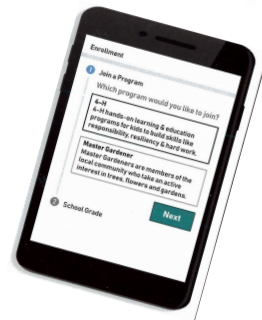 Enrollment
1 Join a Program
Which program would you like to join?
4-H
4-H hands-on learning & education
programs for kids to build skills like
responsibility, resiliency & hard work.
Master Gardener
Master Gardeners are members of the
local community who take an active
interest in trees, flowers and gardens.
Next
2 School Grade